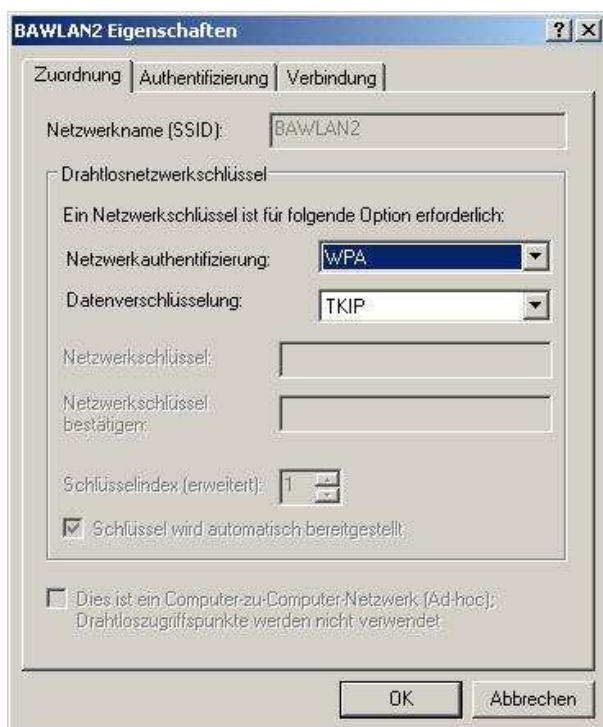 BAWLAN2 Eigenschaften
Zuordnung Authentifizierung Verbindung
Netzwerkname (SSID): BAWLAN2
Drahtlosnetzwerkschlüssel
Ein Netzwerkschlüssel ist für folgende Option erforderlich:
Netzwerkauthentifizierung: WPA
Datenverschlüsselung: TKIP
Netzwerkschlüssel:
Netzwerkschlüssel
bestätigen:
Schlüsselindex (erweitert): 1
Schlüssel wird automatisch bereitgestellt
Dies ist ein Computer-zu-Computer-Netzwerk (Ad-hoc);
Drahtloszugriffspunkte werden nicht verwendet
OK Abbrechen